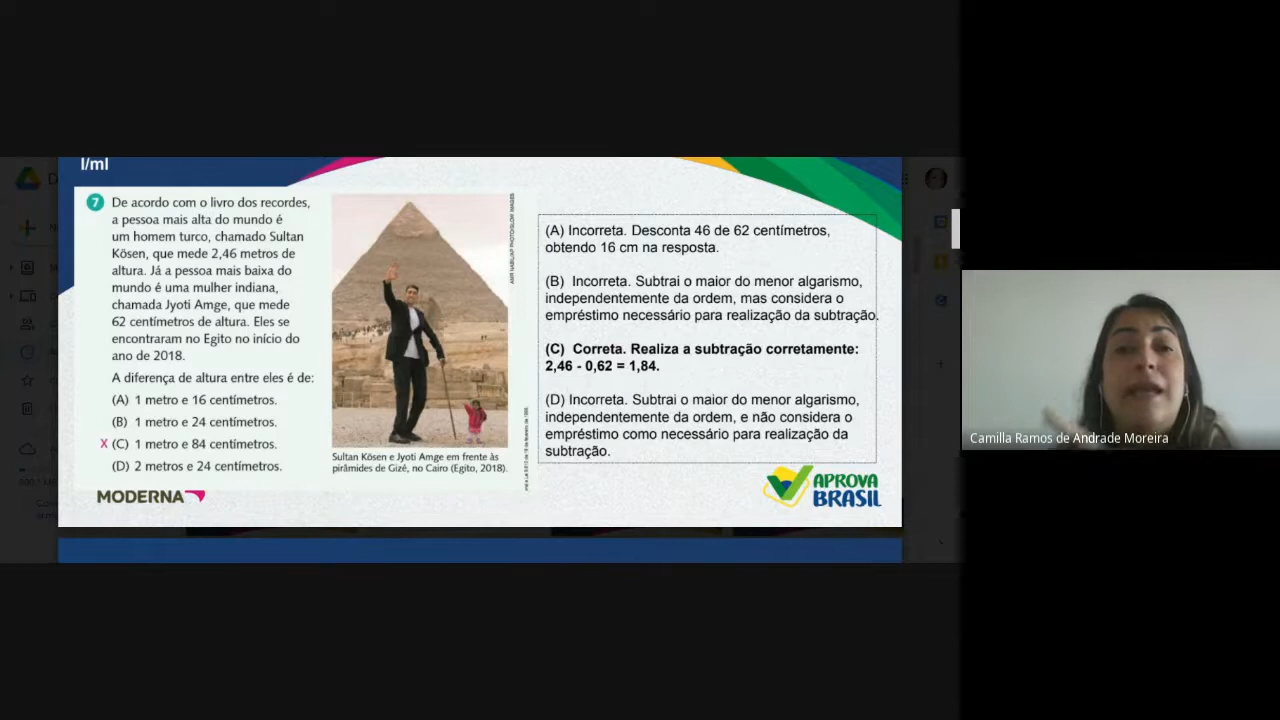 l/ml
7 De acordo com o livro dos recordes,
a pessoa mais alta do mundo é
um homem turco, chamado Sultan
Kösen, que mede 2,46 metros de
altura. Já a pessoa mais baixa do
mundo é uma mulher indiana,
chamada Jyoti Amge, que mede
62 centímetros de altura. Eles se
encontraram no Egito no início do
ano de 2018.
A diferença de altura entre eles é de:
(A) 1 metro e 16 centímetros.
(B) 1 metro e 24 centímetros.
X (C) 1 metro e 84 centímetros.
(D) 2 metros e 24 centímetros.
Sultan Kösen e Jyoti Amge em frente às
pirâmides de Gizé, no Cairo (Egito, 2018).
MODERNA
(A) Incorreta. Desconta 46 de 62 centímetros,
obtendo 16 cm na resposta.
(B) Incorreta. Subtrai o maior do menor algarismo,
independentemente da ordem, mas considera o
empréstimo necessário para realização da subtração.
(C) Correta. Realiza a subtração corretamente:
2,46 - 0,62 = 1,84.
(D) Incorreta. Subtrai o maior do menor algarismo,
independentemente da ordem, e não considera o
empréstimo como necessário para realização da
subtração.
APROVA
BRASIL
Camilla Ramos de Andrade Moreira